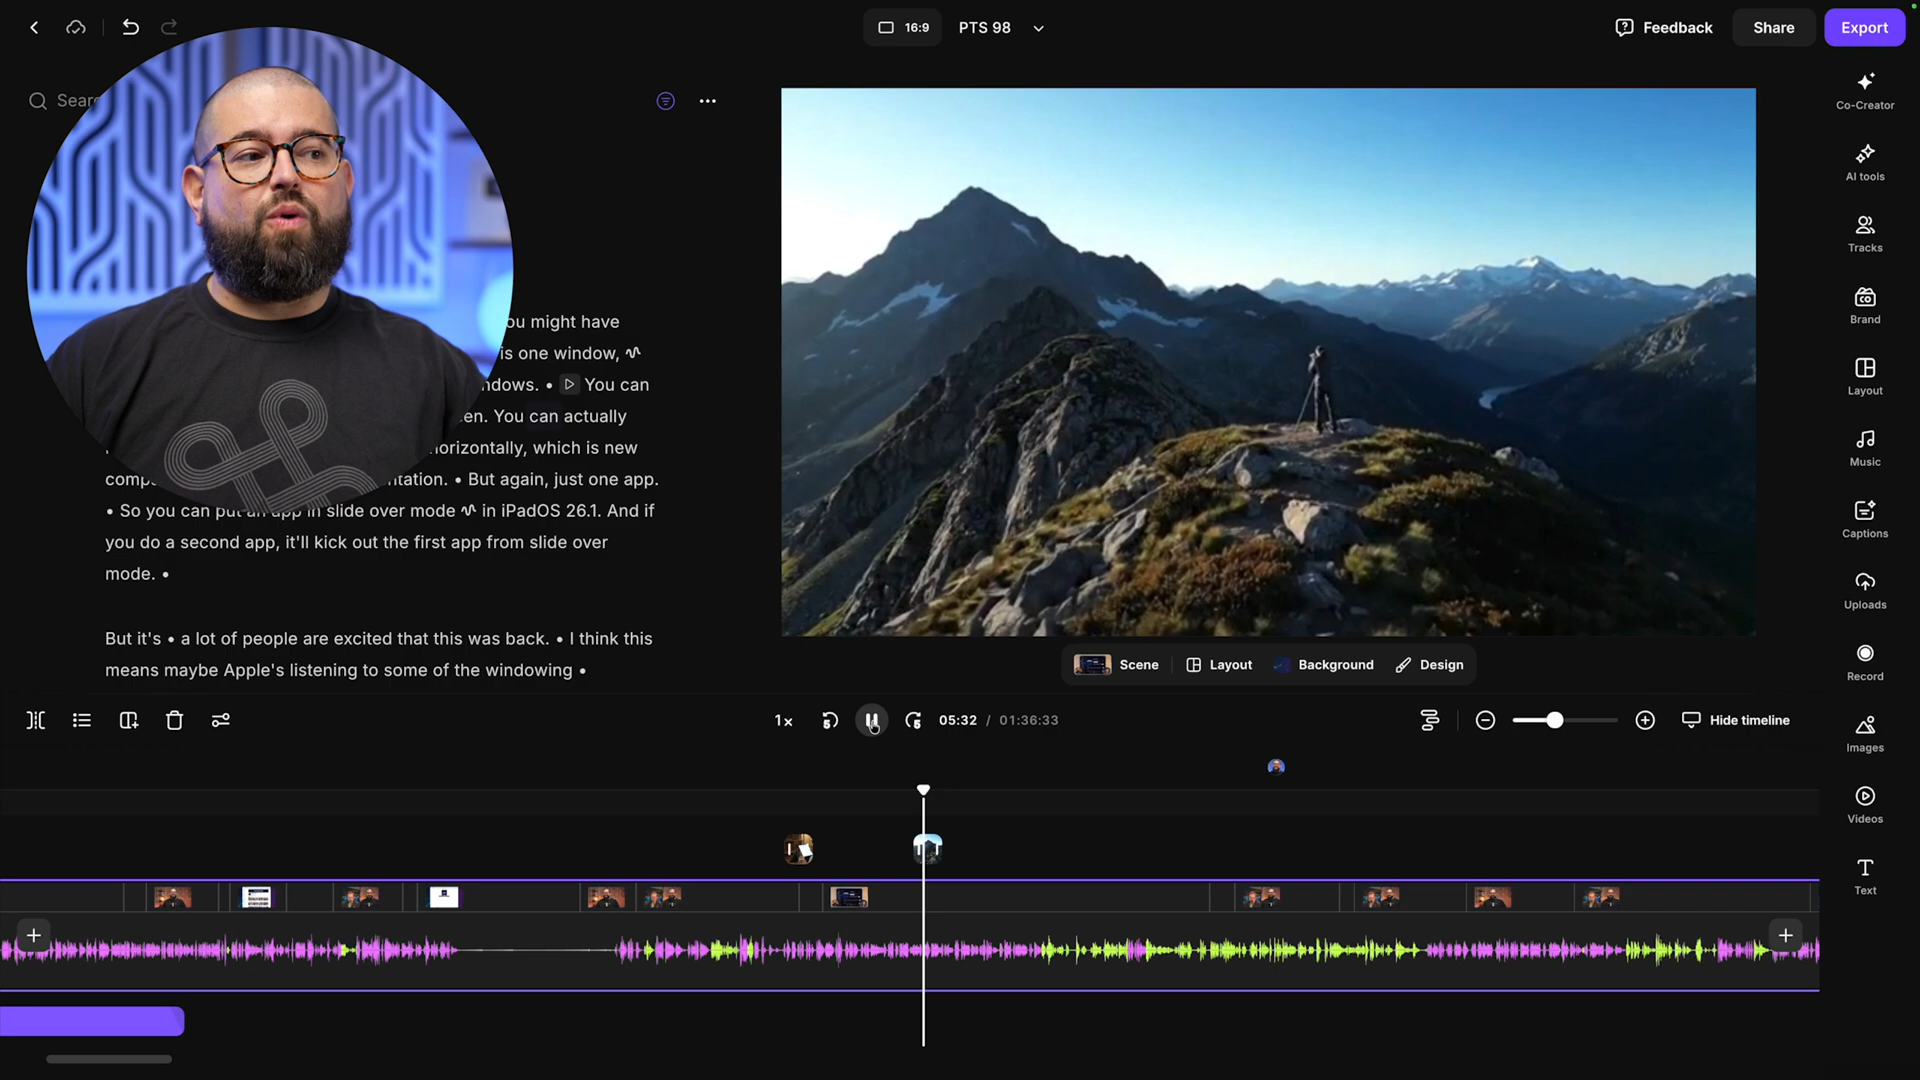 16:9
PTS 98
Feedback
Share
Export
Co-Creator
AI tools
Tracks
Brand
Layout
Music
Captions
Uploads
Record
Images
Videos
Text
ou might have
is one window,
ndows. • You can
en. You can actually
horizontally, which is new
comp ntation. • But again, just one app.
• So you can put an app in slide over mode in iPadOS 26.1. And if
you do a second app, it'll kick out the first app from slide over
mode. •
But it's • a lot of people are excited that this was back. • I think this
means maybe Apple's listening to some of the windowing •
Scene
Layout
Background
Design
1×
5
5
05:32 / 01:36:33
Hide timeline